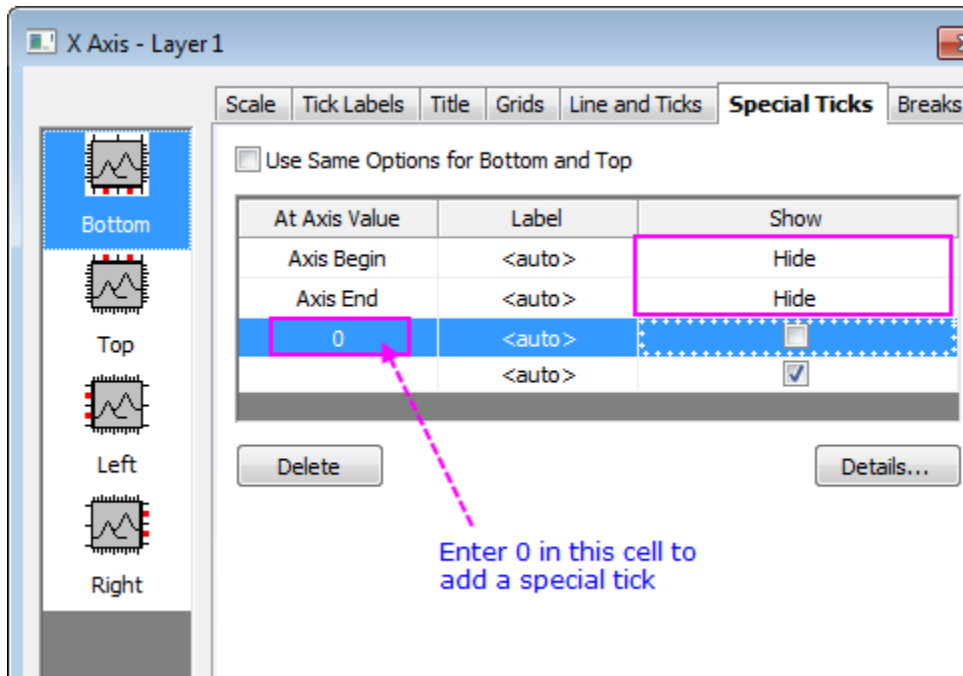 X Axis - Layer 1
Scale Tick Labels Title Grids Line and Ticks Special Ticks Breaks
Use Same Options for Bottom and Top
Bottom
At Axis Value Label Show
Axis Begin <auto> Hide
Axis End <auto> Hide
0 <auto>
<auto>
Top
Left
Delete Details...
Enter 0 in this cell to
add a special tick
Right